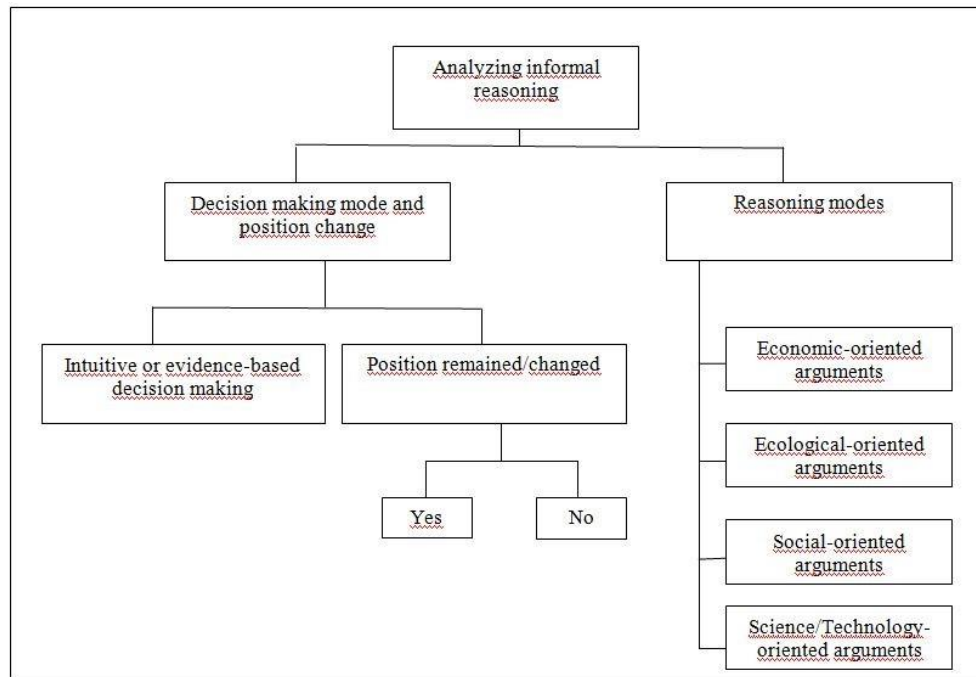 Analyzing informal
reasoning
Decision making mode and
position change
Reasoning modes
Intuitive or evidence-based
decision making
Position remained/changed
Yes
No
Economic-oriented
arguments
Ecological-oriented
arguments
Social-oriented
arguments
Science/Technology-
oriented arguments